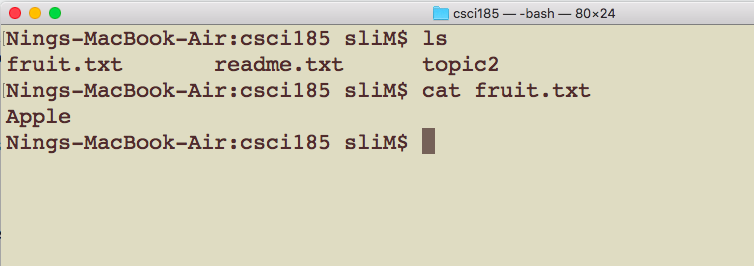 csci185 — -bash — 80×24
Nings-MacBook-Air:csci185 sliM$ ls
fruit.txt readme.txt topic2
Nings-MacBook-Air:csci185 sliM$ cat fruit.txt
Apple
Nings-MacBook-Air:csci185 sliM$